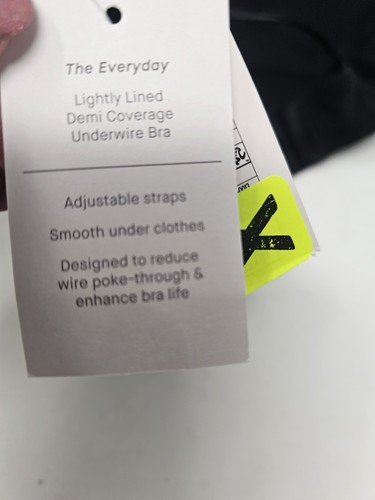 The Everyday
Lightly Lined
Demi Coverage
Underwire Bra
Adjustable straps
Smooth under clothes
Designed to reduce
wire poke-through &
enhance bra life
X